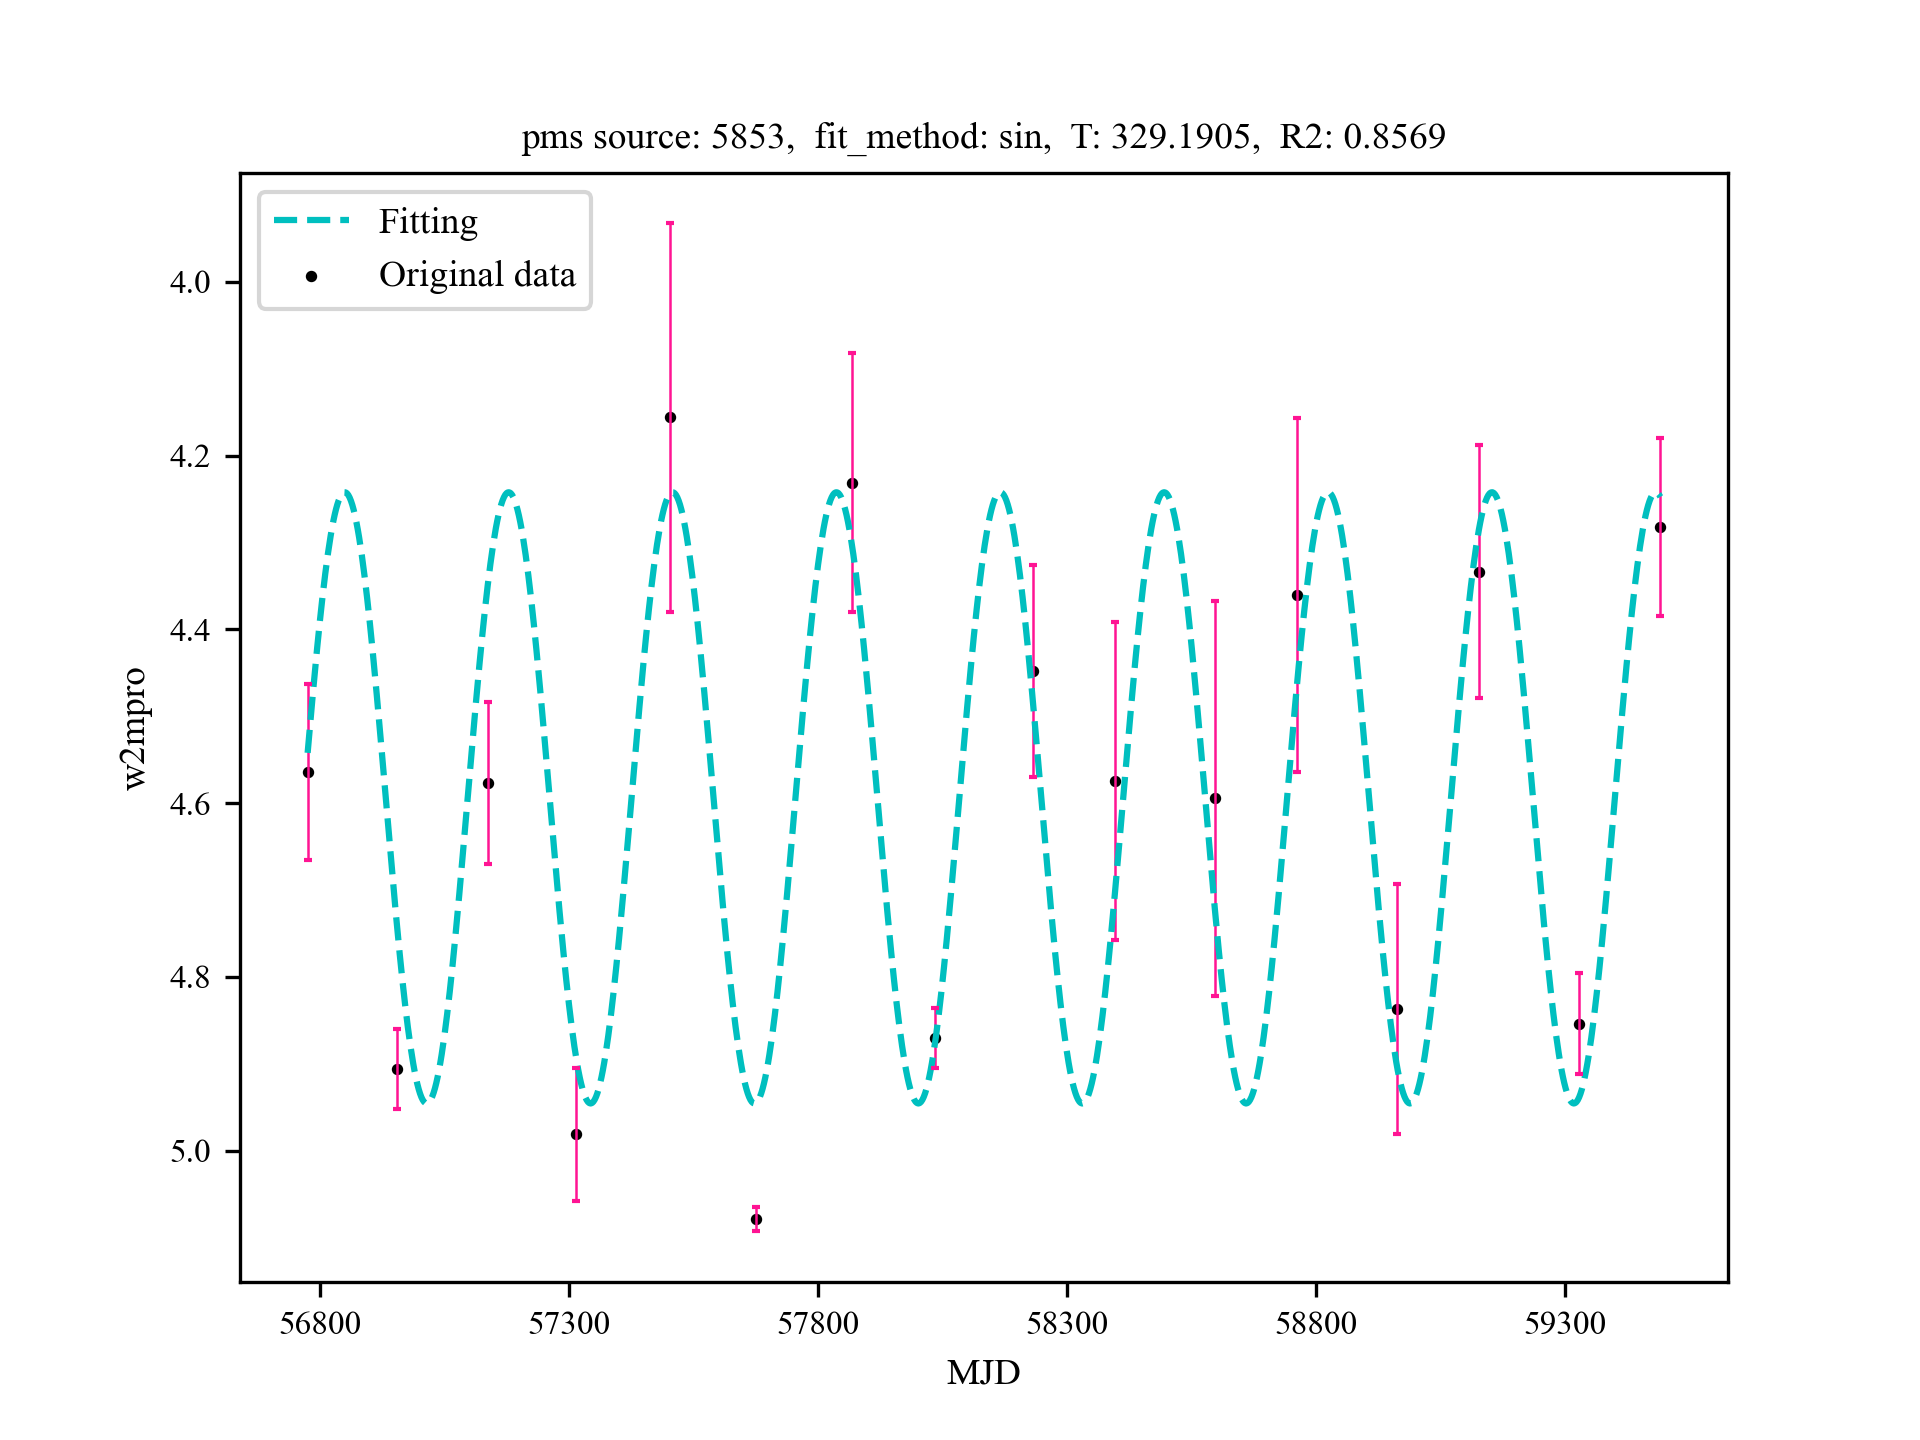 pms source: 5853,  fit_method: sin,  T: 329.1905,  R2: 0.8569
Fitting
Original data
4.0
4.2
4.4
4.6
4.8
5.0
w2mpro
56800 57300 57800 58300 58800 59300
MJD